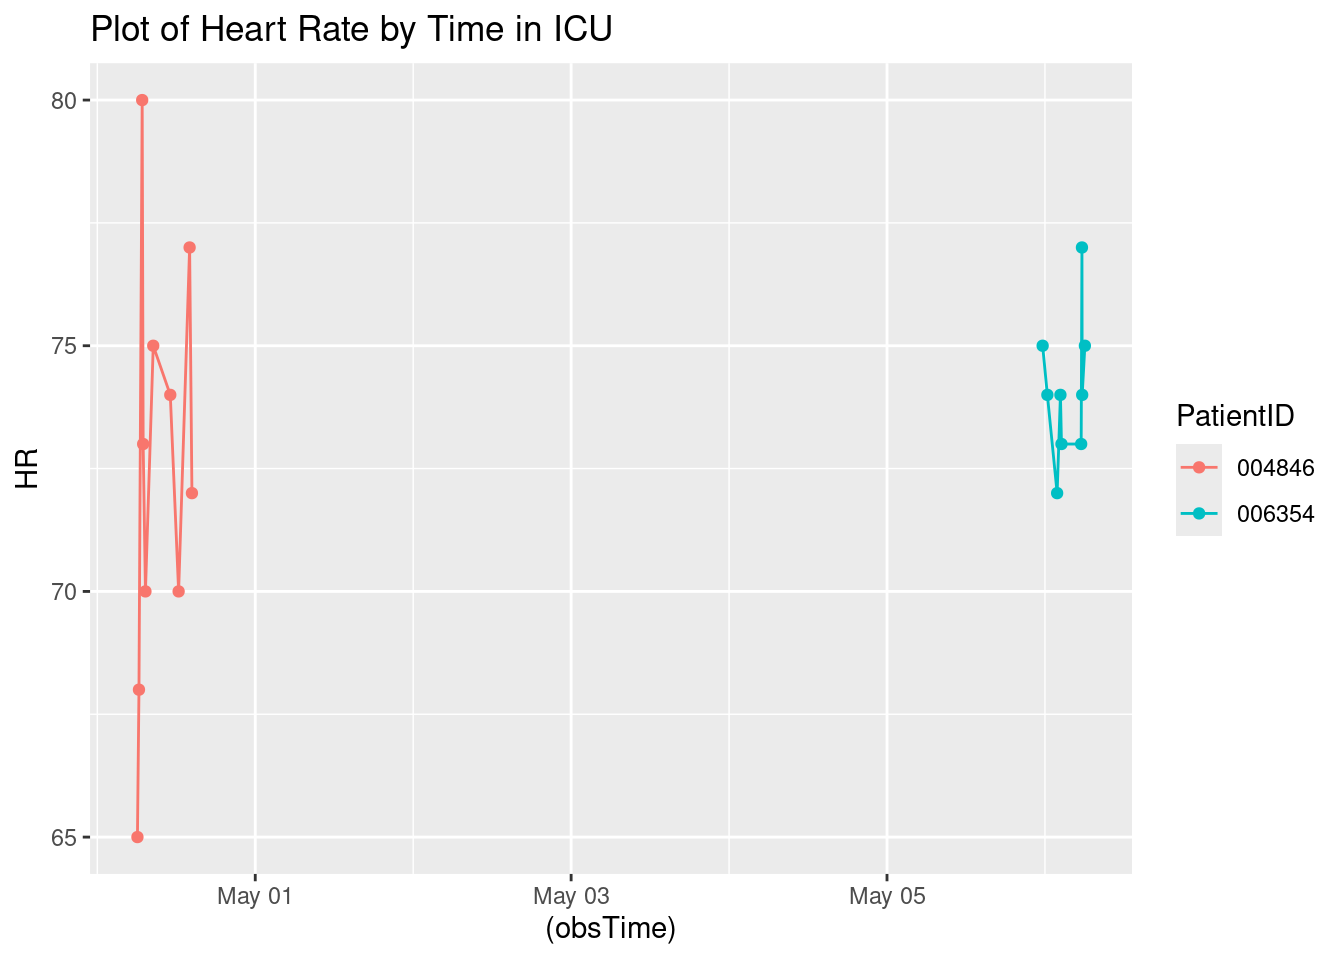 Plot of Heart Rate by Time in ICU
80
75
70
65
HR
May 01
May 03
May 05
(obsTime)
PatientID
004846
006354